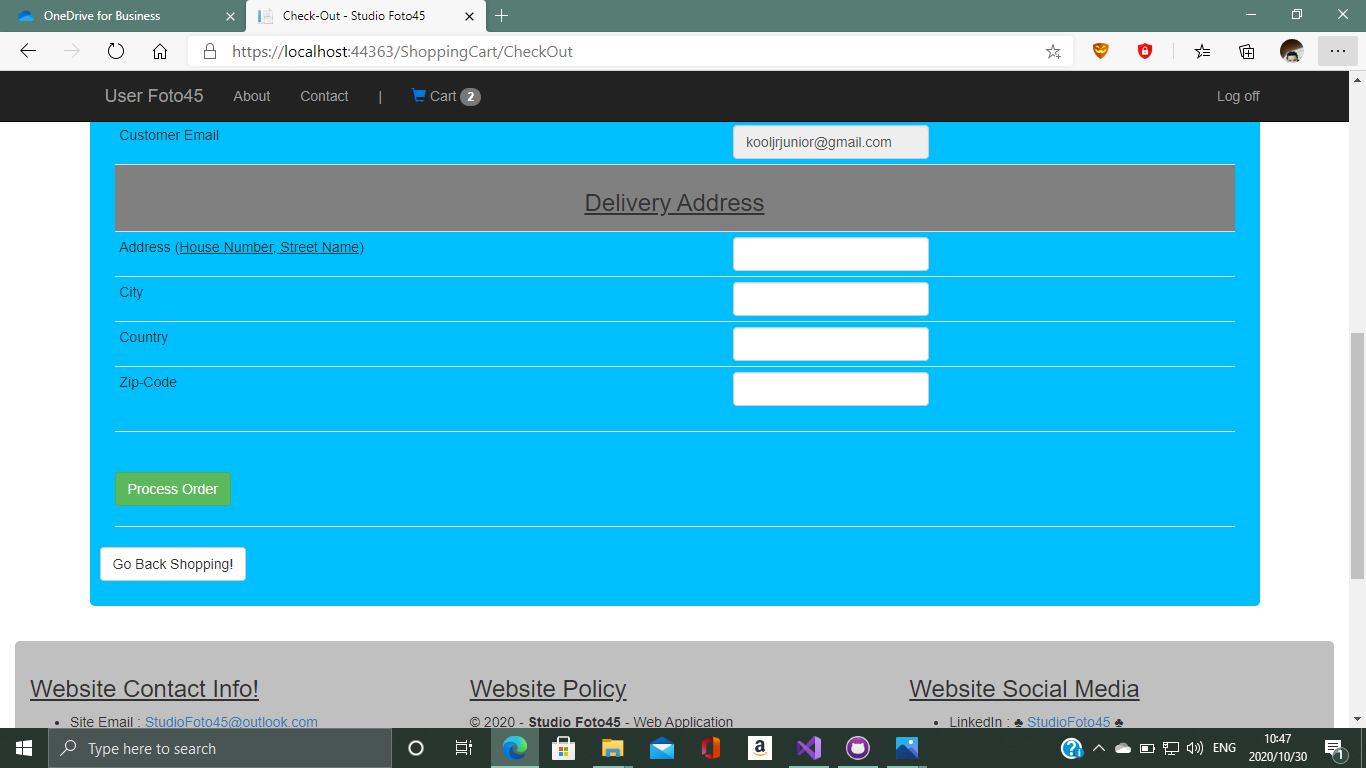 OneDrive for Business
Check-Out - Studio Foto45
https://localhost:44363/ShoppingCart/CheckOut
User Foto45 About Contact | Cart 2 Log off
Customer Email kooljrjunior@gmail.com
Delivery Address
Address (House Number, Street Name)
City
Country
Zip-Code
Process Order
Go Back Shopping!
Website Contact Info! Website Policy Website Social Media
• Site Email : StudioFoto45@outlook.com © 2020 - Studio Foto45 - Web Application • LinkedIn : ♣ StudioFoto45 ♣
Type here to search
ENG
10:47
2020/10/30
1